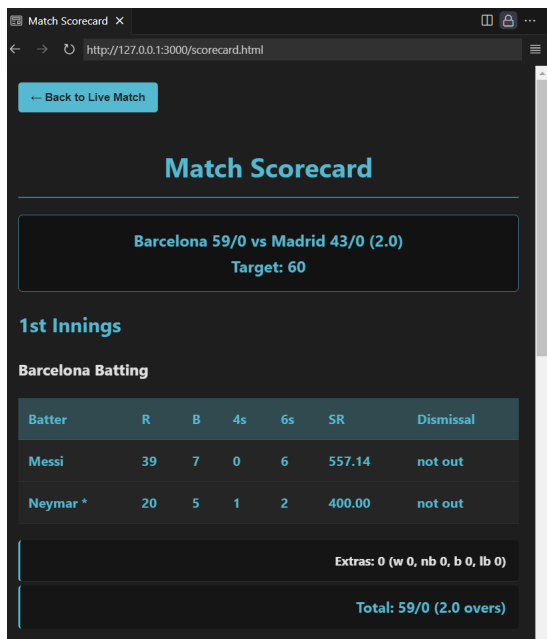 Match Scorecard
http://127.0.0.1:3000/scorecard.html
← Back to Live Match
Match Scorecard
Barcelona 59/0 vs Madrid 43/0 (2.0)
Target: 60
1st Innings
Barcelona Batting
Batter R B 4s 6s SR Dismissal
Messi 39 7 0 6 557.14 not out
Neymar * 20 5 1 2 400.00 not out
Extras: 0 (w 0, nb 0, b 0, lb 0)
Total: 59/0 (2.0 overs)